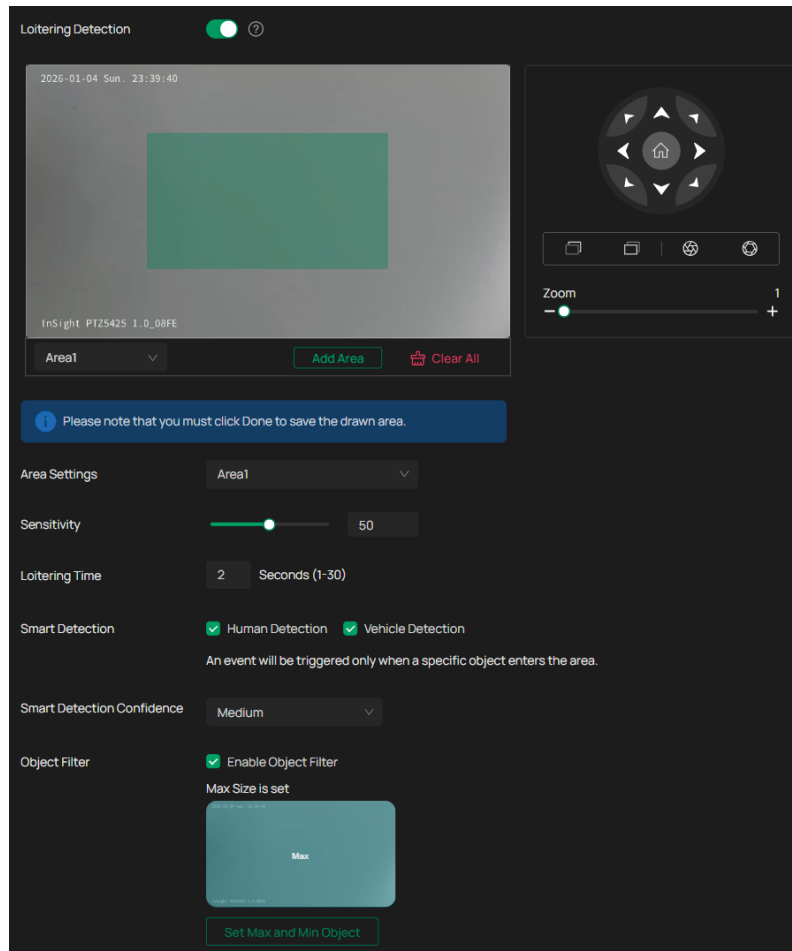 Loitering Detection
2026-01-04 Sun. 23:39:40
InSight PTZ5425 1.0_08FE
Zoom 1
Area1
Add Area
Clear All
Please note that you must click Done to save the drawn area.
Area Settings Area1
Sensitivity 50
Loitering Time 2 Seconds (1-30)
Smart Detection Human Detection Vehicle Detection
An event will be triggered only when a specific object enters the area.
Smart Detection Confidence Medium
Object Filter Enable Object Filter
Max Size is set
Max
Set Max and Min Object